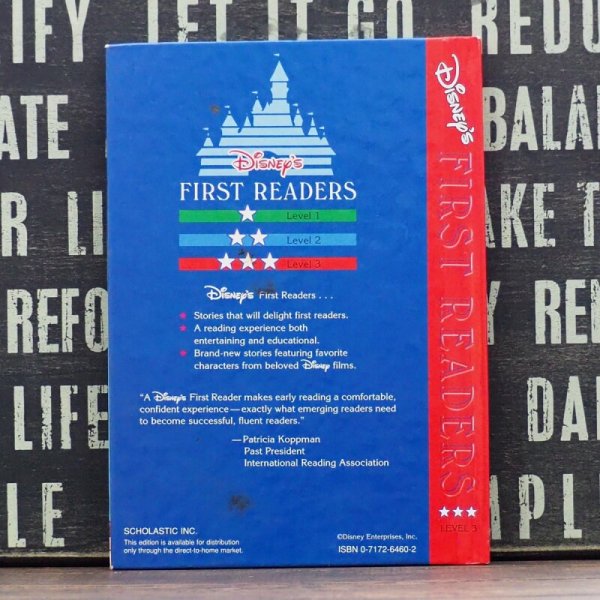 IFY LET IT GO REDU
ATE
BALA
R LI
AKE T
REFO
Y REI
LIFE
DA
LE
MPL
Disney's
FIRST READERS
Level 1
Level 2
Level 3
Disney's First Readers . . .
Stories that will delight first readers.
A reading experience both
entertaining and educational.
Brand-new stories featuring favorite
characters from beloved Disney films.
"A Disney's First Reader makes early reading a comfortable,
confident experience—exactly what emerging readers need
to become successful, fluent readers."
—Patricia Koppman
Past President
International Reading Association
SCHOLASTIC INC.
This edition is available for distribution
only through the direct-to-home market.
©Disney Enterprises, Inc.
ISBN 0-7172-6460-2
Disney's FIRST READERS
LEVEL 3